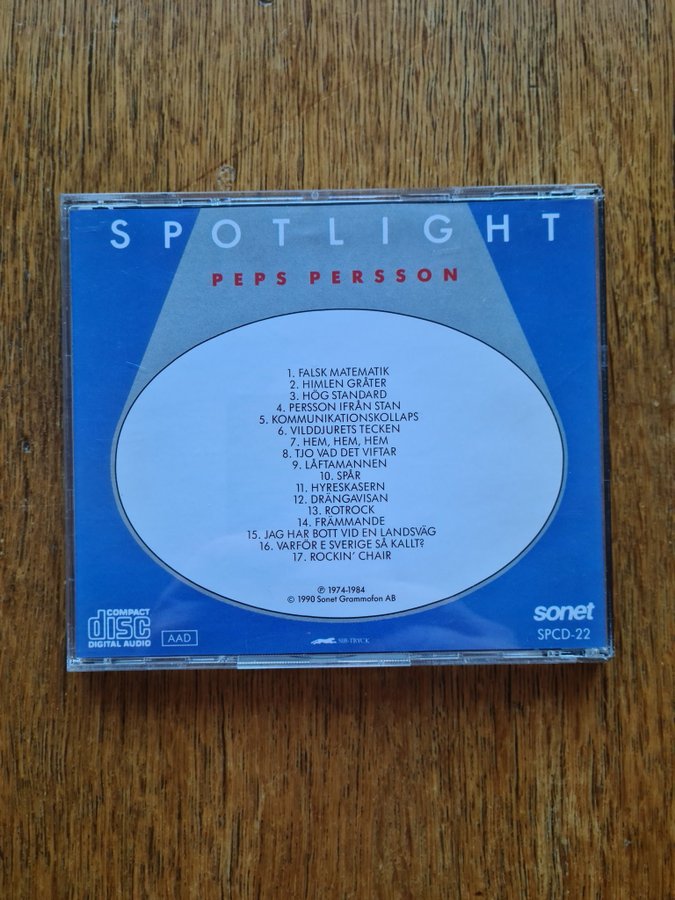 SPOTLIGHT
PEPS PERSSON
1. FALSK MATEMATIK
2. HIMLEN GRÅTER
3. HÖG STANDARD
4. PERSSON IFRÅN STAN
5. KOMMUNIKATIONSKOLLAPS
6. VILDDJURETS TECKEN
7. HEM, HEM, HEM
8. TJO VAD DET VIFTAR
9. LÅFTAMANNEN
10. SPÅR
11. HYRESKASERN
12. DRÄNGAVISAN
13. ROTROCK
14. FRÄMMANDE
15. JAG HAR BOTT VID EN LANDSVÄG
16. VARFÖR E SVERIGE SÅ KALLT?
17. ROCKIN' CHAIR
℗ 1974-1984
© 1990 Sonet Grammofon AB
COMPACT
disc
DIGITAL AUDIO
AAD
SIB-TRYCK
sonet
SPCD-22